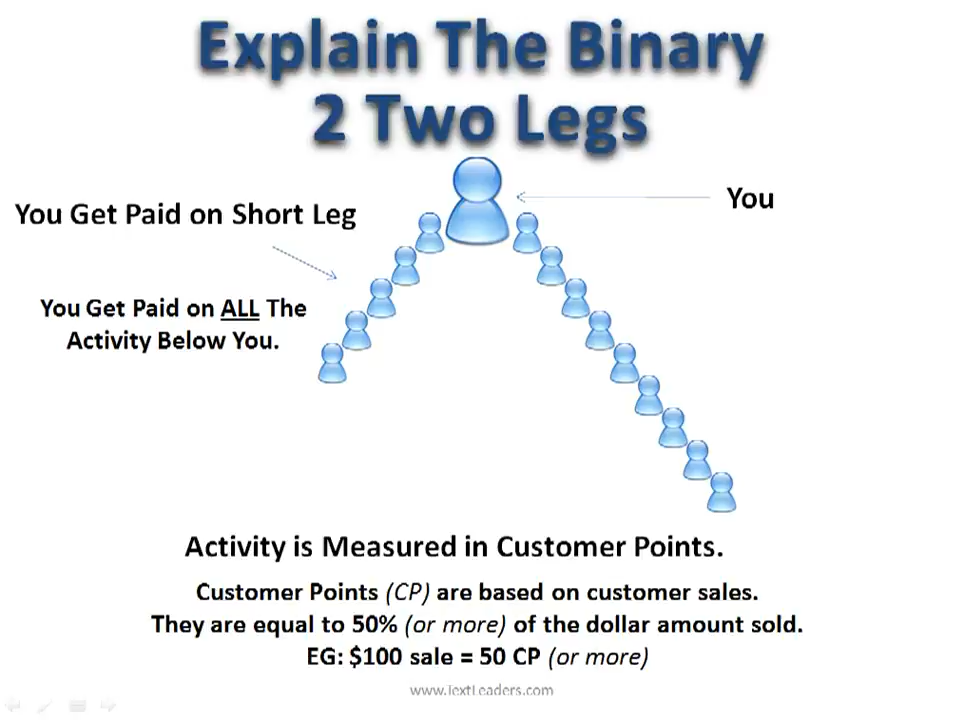 Explain The Binary
2 Two Legs
You
You Get Paid on Short Leg
You Get Paid on ALL The
Activity Below You.
Activity is Measured in Customer Points.
Customer Points (CP) are based on customer sales.
They are equal to 50% (or more) of the dollar amount sold.
EG: $100 sale = 50 CP (or more)
www.TextLeaders.com